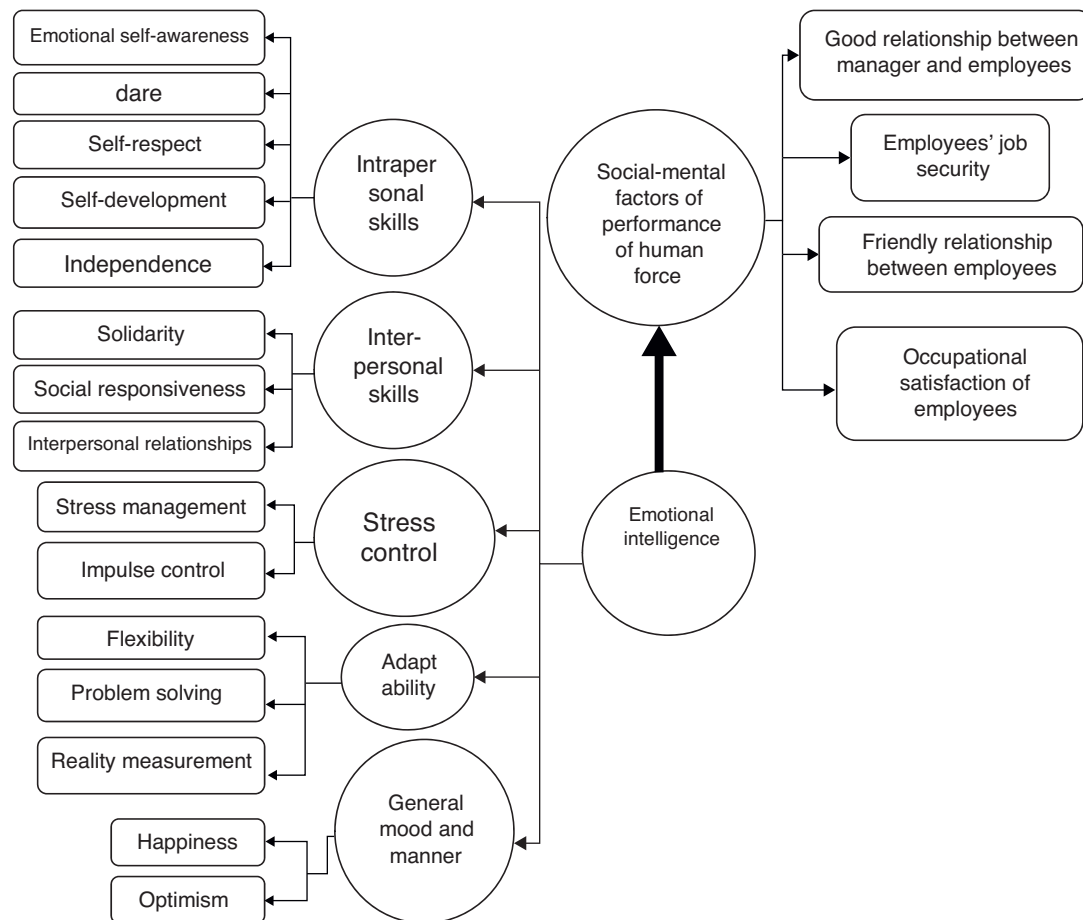 Emotional self-awareness
dare
Self-respect
Self-development
Independence
Intraper
sonal
skills
Solidarity
Social responsiveness
Interpersonal relationships
Inter-
personal
skills
Stress management
Impulse control
Stress
control
Flexibility
Problem solving
Reality measurement
Adapt
ability
Happiness
Optimism
General
mood and
manner
Social-mental
factors of
performance
of human
force
Emotional
intelligence
Good relationship between
manager and employees
Employees’ job
security
Friendly relationship
between employees
Occupational
satisfaction of
employees